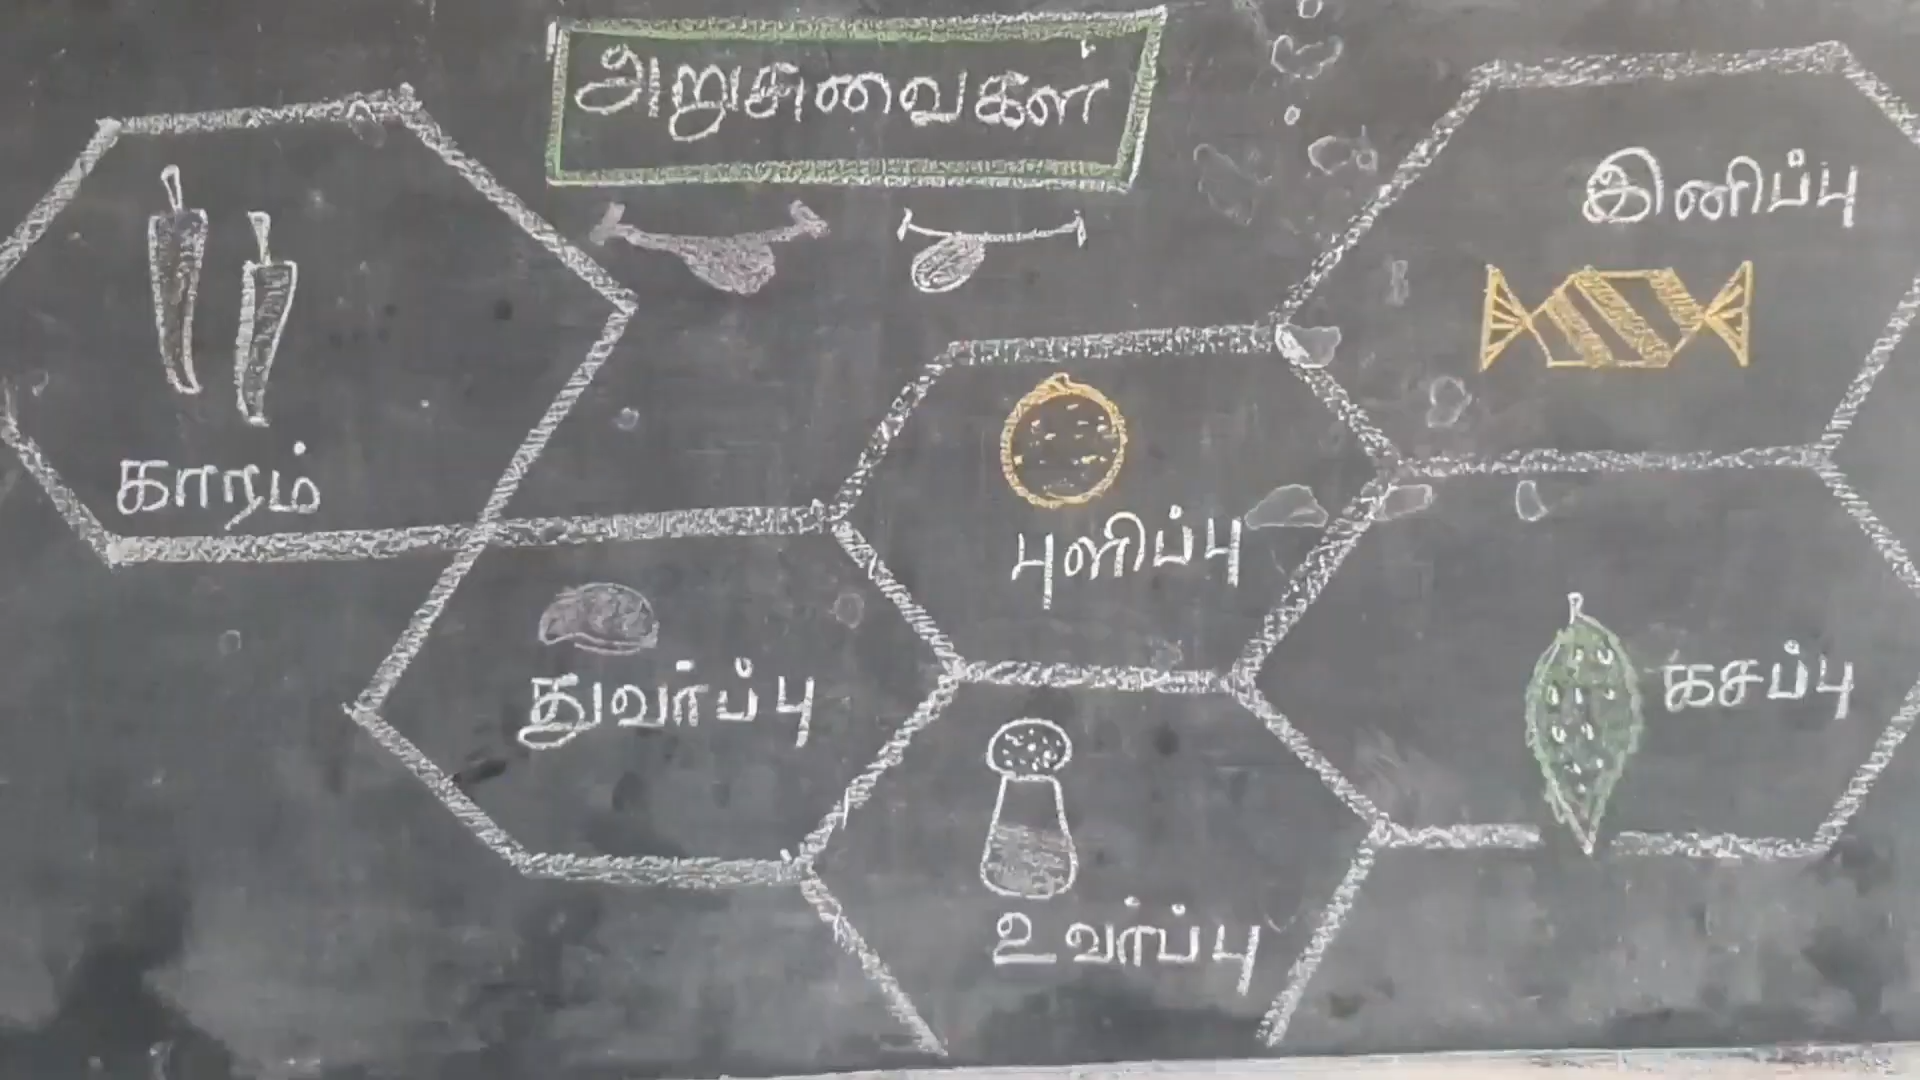 அறுசுவைகள்
இனிப்பு
காரம்
புளிப்பு
துவர்ப்பு
கசப்பு
உவர்ப்பு